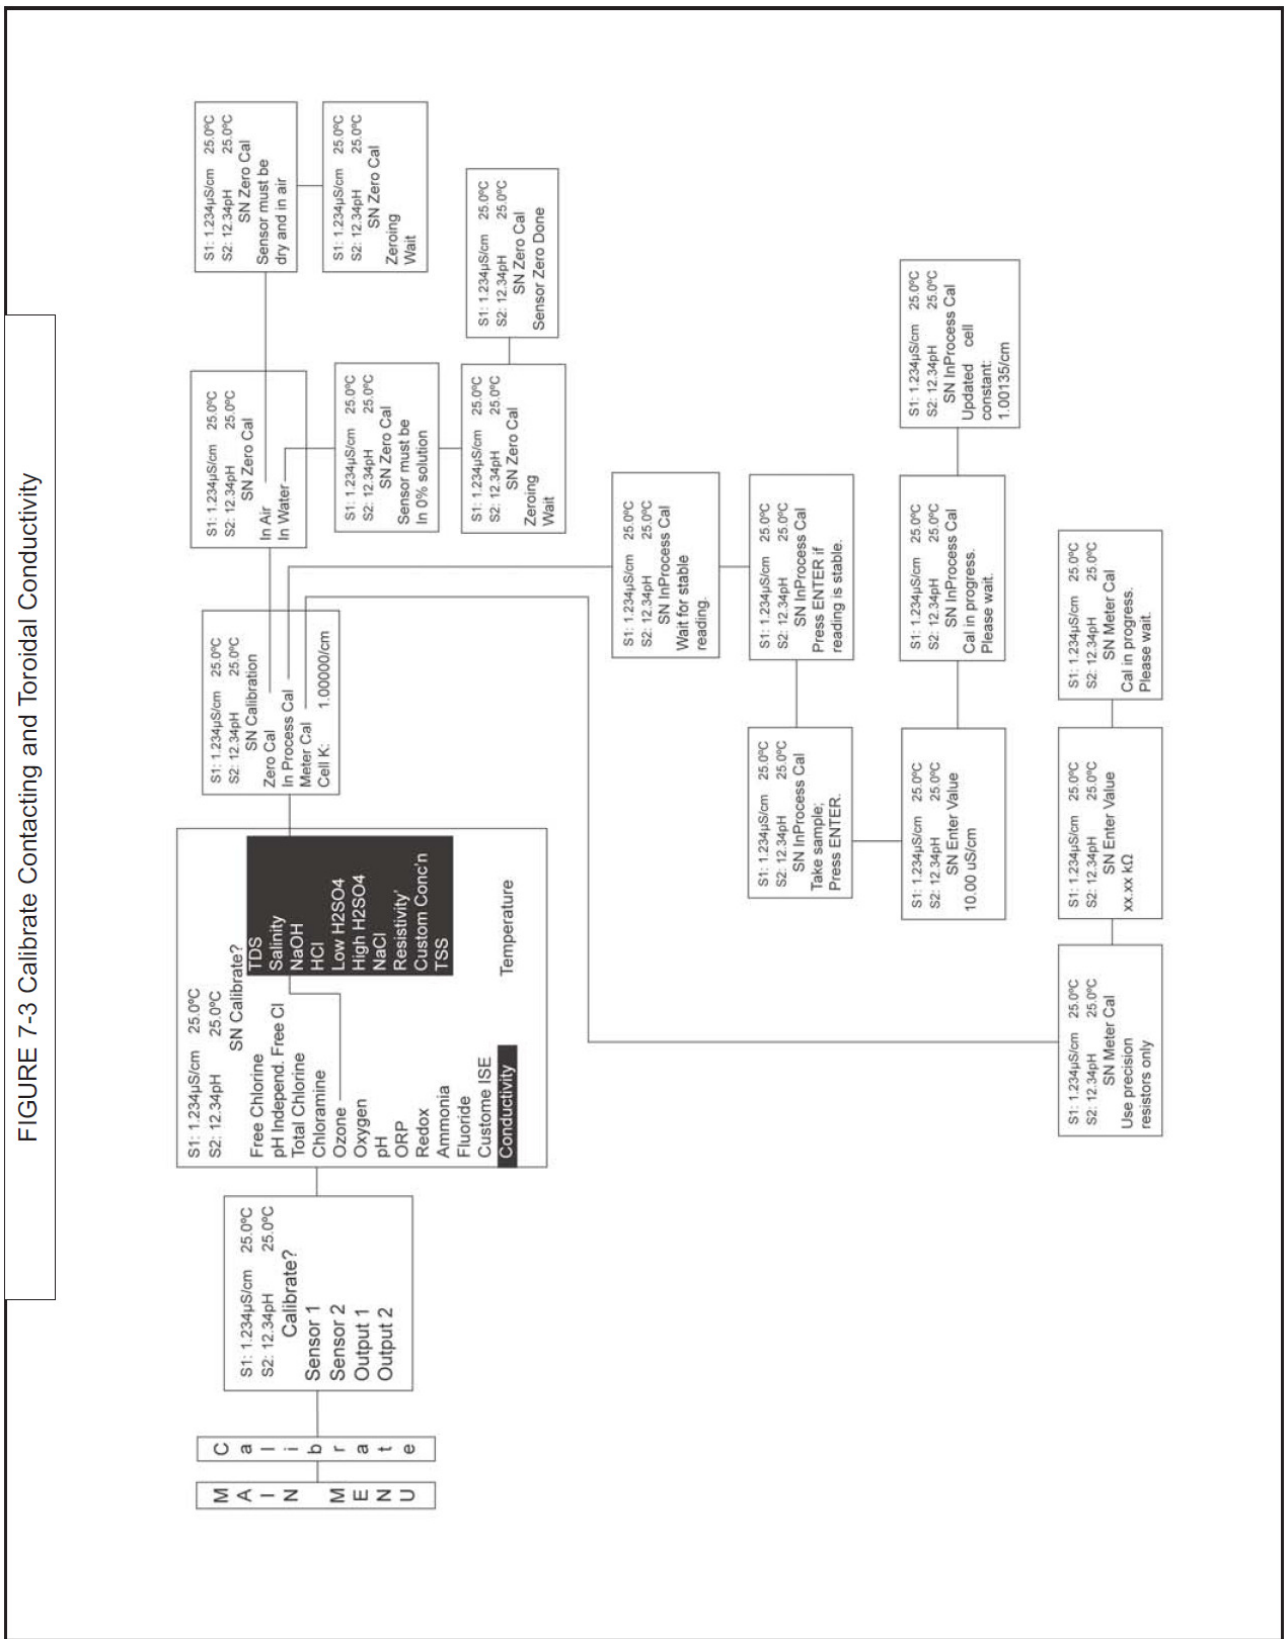 FIGURE 7-3 Calibrate Contacting and Toroidal Conductivity
MAIN MENU
Calibrate
S1: 1.234µS/cm 25.0ºC
S2: 12.34pH 25.0ºC
Calibrate?
Sensor 1
Sensor 2
Output 1
Output 2
S1: 1.234µS/cm 25.0ºC
S2: 12.34pH 25.0ºC
SN Calibrate?
Free Chlorine
pH Independ. Free Cl
Total Chlorine
Chloramine
Ozone
Oxygen
pH
ORP
Redox
Ammonia
Fluoride
Custome ISE
Conductivity
TDS
Salinity
NaOH
HCl
Low H2SO4
High H2SO4
NaCl
Resistivity'
Custom Conc'n
TSS
Temperature
S1: 1.234µS/cm 25.0ºC
S2: 12.34pH 25.0ºC
SN Calibration
Zero Cal
In Process Cal
Meter Cal
Cell K: 1.00000/cm
S1: 1.234µS/cm 25.0ºC
S2: 12.34pH 25.0ºC
SN Zero Cal
In Air
In Water
S1: 1.234µS/cm 25.0ºC
S2: 12.34pH 25.0ºC
SN Zero Cal
Sensor must be
dry and in air
S1: 1.234µS/cm 25.0ºC
S2: 12.34pH 25.0ºC
SN Zero Cal
Zeroing
Wait
S1: 1.234µS/cm 25.0ºC
S2: 12.34pH 25.0ºC
SN Zero Cal
Sensor must be
In 0% solution
S1: 1.234µS/cm 25.0ºC
S2: 12.34pH 25.0ºC
SN Zero Cal
Zeroing
Wait
S1: 1.234µS/cm 25.0ºC
S2: 12.34pH 25.0ºC
SN Zero Cal
Sensor Zero Done
S1: 1.234µS/cm 25.0ºC
S2: 12.34pH 25.0ºC
SN InProcess Cal
Wait for stable
reading.
S1: 1.234µS/cm 25.0ºC
S2: 12.34pH 25.0ºC
SN InProcess Cal
Press ENTER if
reading is stable.
S1: 1.234µS/cm 25.0ºC
S2: 12.34pH 25.0ºC
SN InProcess Cal
Take sample;
Press ENTER.
S1: 1.234µS/cm 25.0ºC
S2: 12.34pH 25.0ºC
SN Enter Value
10.00 uS/cm
S1: 1.234µS/cm 25.0ºC
S2: 12.34pH 25.0ºC
SN InProcess Cal
Cal in progress.
Please wait.
S1: 1.234µS/cm 25.0ºC
S2: 12.34pH 25.0ºC
SN InProcess Cal
Updated cell
constant:
1.00135/cm
S1: 1.234µS/cm 25.0ºC
S2: 12.34pH 25.0ºC
SN Meter Cal
Use precision
resistors only
S1: 1.234µS/cm 25.0ºC
S2: 12.34pH 25.0ºC
SN Enter Value
xx.xx kΩ
S1: 1.234µS/cm 25.0ºC
S2: 12.34pH 25.0ºC
SN Meter Cal
Cal in progress.
Please wait.